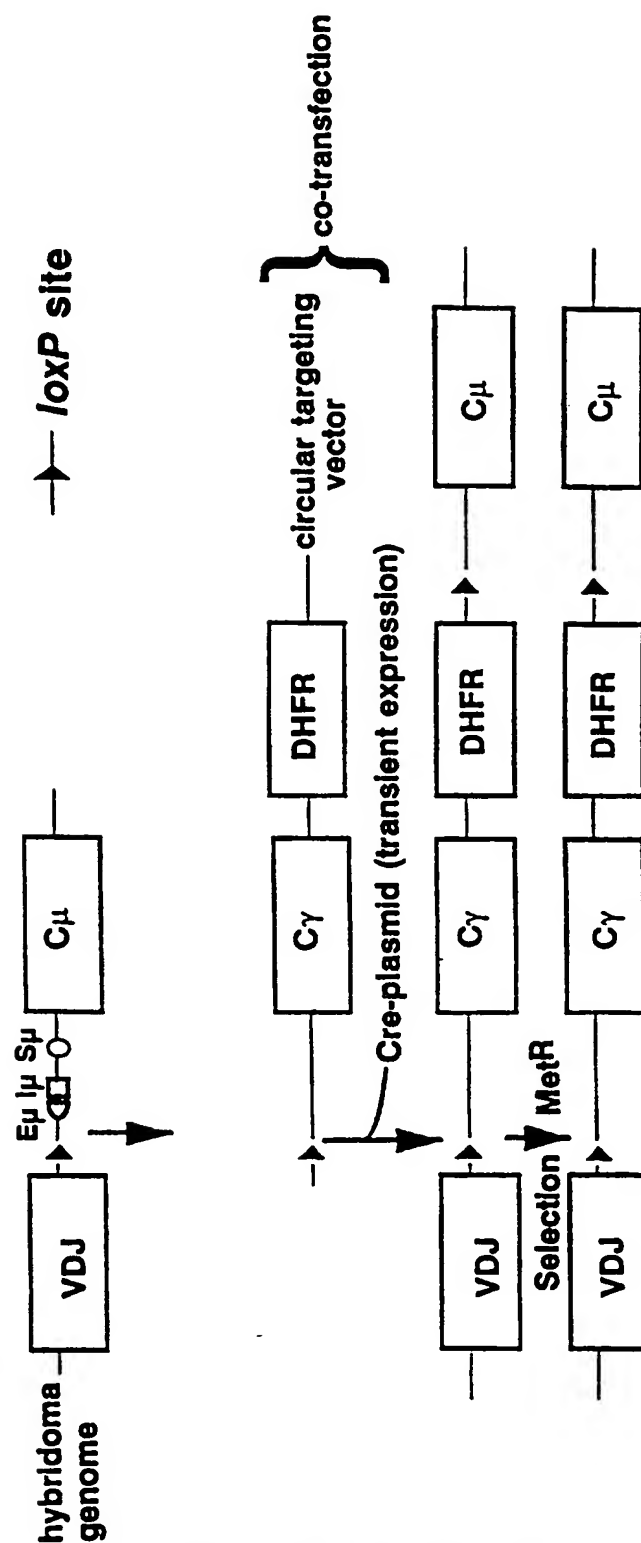 hybridoma
genome
VDJ
Eμ Iμ Sμ
Cμ
loxP site
Cγ
DHFR
circular targeting
vector
co-transfection
Cre-plasmid (transient expression)
VDJ
Cγ
DHFR
Cμ
Selection MetR
VDJ
Cγ
DHFR
Cμ